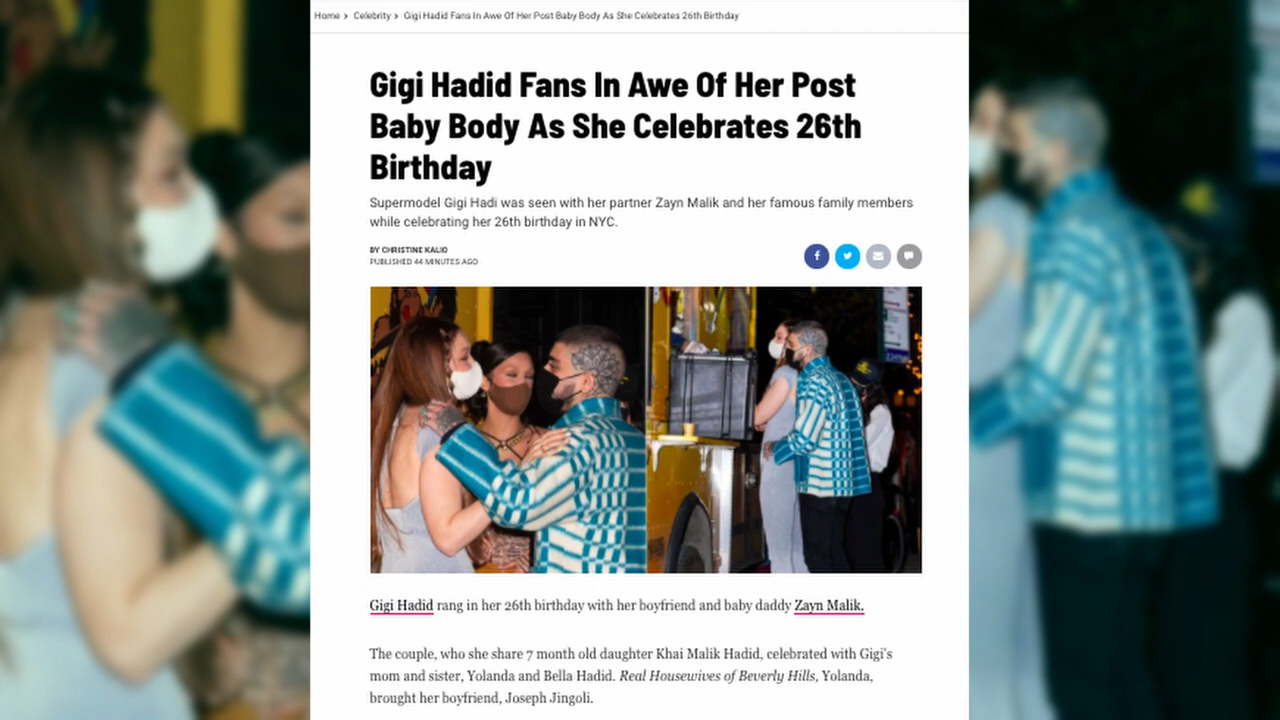 Home > Celebrity > Gigi Hadid Fans In Awe Of Her Post Baby Body As She Celebrates 26th Birthday
Gigi Hadid Fans In Awe Of Her Post
Baby Body As She Celebrates 26th
Birthday
Supermodel Gigi Hadi was seen with her partner Zayn Malik and her famous family members
while celebrating her 26th birthday in NYC.
BY CHRISTINE KALIO
PUBLISHED 44 MINUTES AGO
Gigi Hadid rang in her 26th birthday with her boyfriend and baby daddy Zayn Malik.
The couple, who she share 7 month old daughter Khai Malik Hadid, celebrated with Gigi's
mom and sister, Yolanda and Bella Hadid. Real Housewives of Beverly Hills, Yolanda,
brought her boyfriend, Joseph Jingoli.